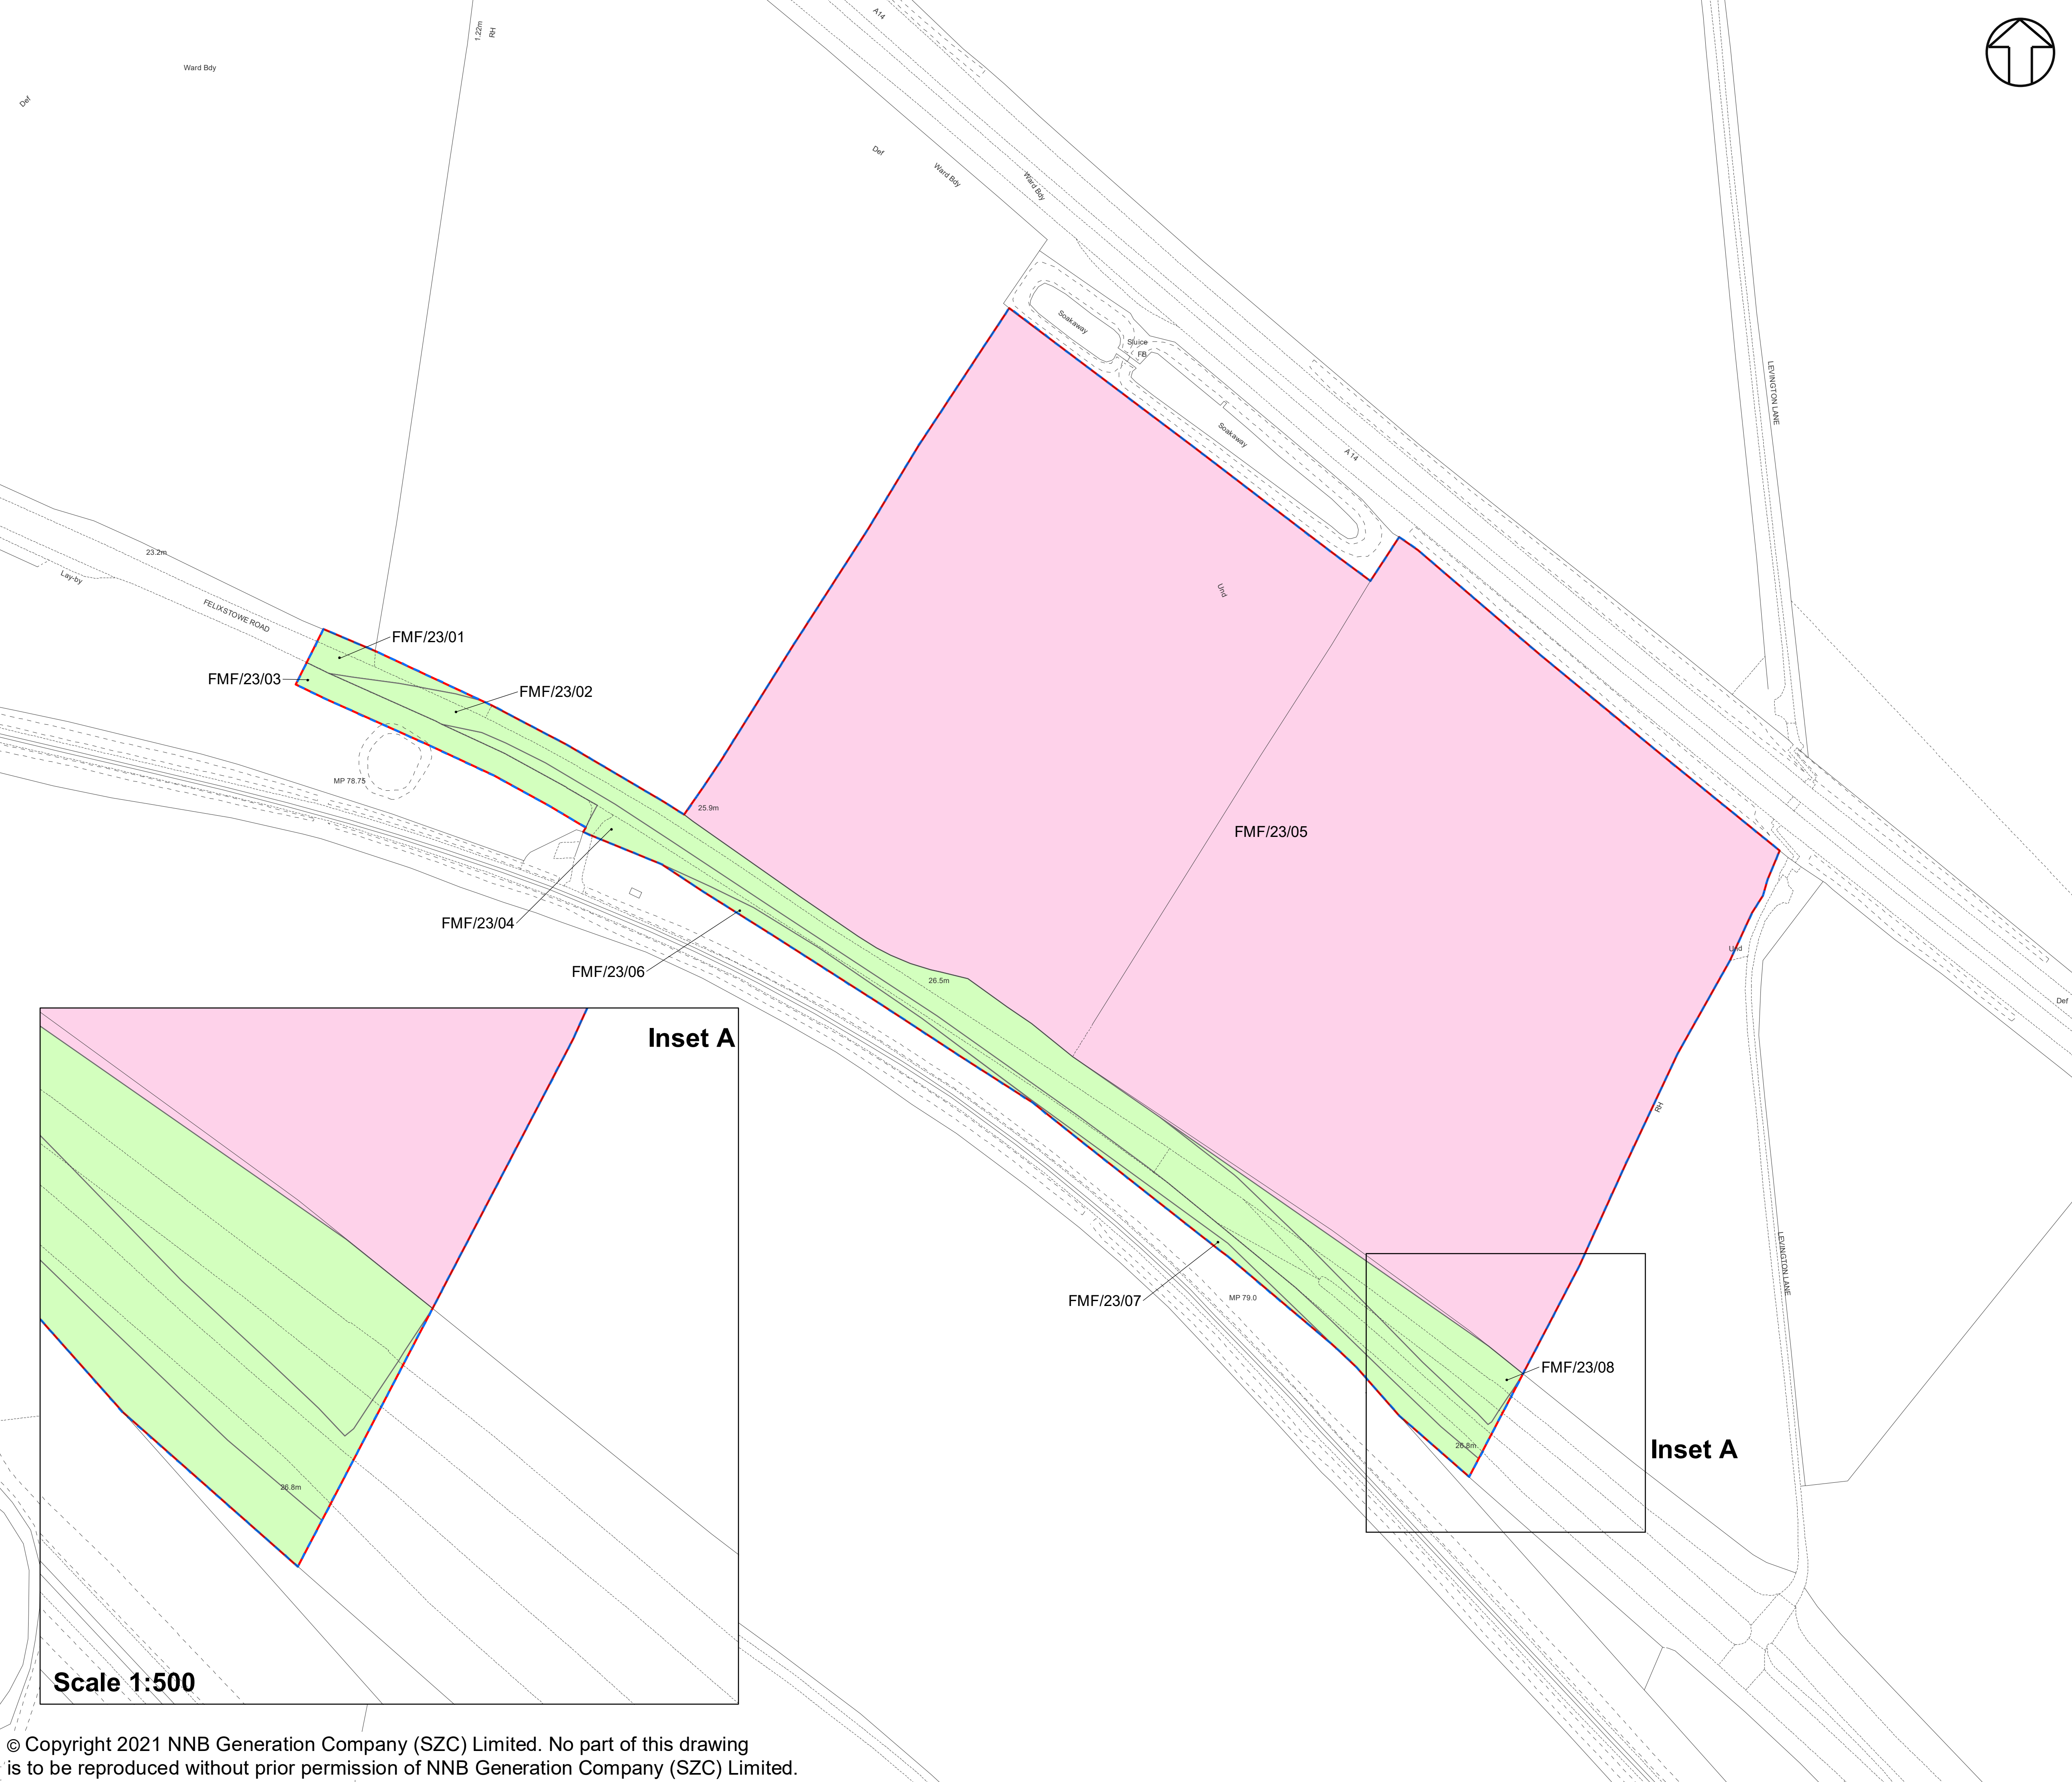 A14
1.22m
RH
Ward Bdy
Def
Def
Ward Bdy
Ward Bdy
Soakaway
Sluice
FB
Soakaway
A 14
LEVINGTON LANE
Und
23.2m
Lay-by
FELIXSTOWE ROAD
FMF/23/01
FMF/23/03
FMF/23/02
MP 78.75
25.9m
FMF/23/05
FMF/23/04
FMF/23/06
26.5m
Und
Def
RH
LEVINGTON LANE
FMF/23/07
MP 79.0
FMF/23/08
26.8m
Inset A
Inset A
26.8m
Scale 1:500
© Copyright 2021 NNB Generation Company (SZC) Limited. No part of this drawing
is to be reproduced without prior permission of NNB Generation Company (SZC) Limited.